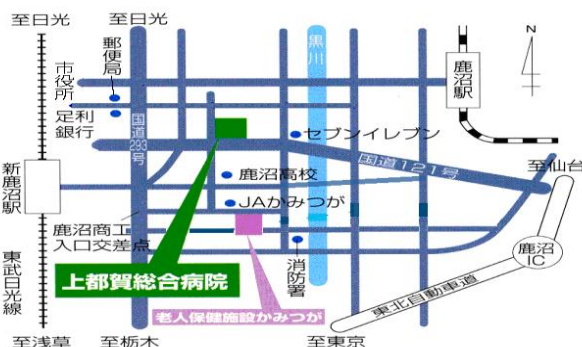 至日光
至日光
郵便局
市役所
足利
銀行
国道
293
号
黒川
N
鹿沼駅
セブンイレブン
国道121号
至仙台
鹿沼高校
JAかみつが
新鹿沼駅
鹿沼商工
入口交差点
消防署
鹿沼
IC
上都賀総合病院
東武日光線
老人保健施設かみつが
東北自動車道
至浅草
至栃木
至東京